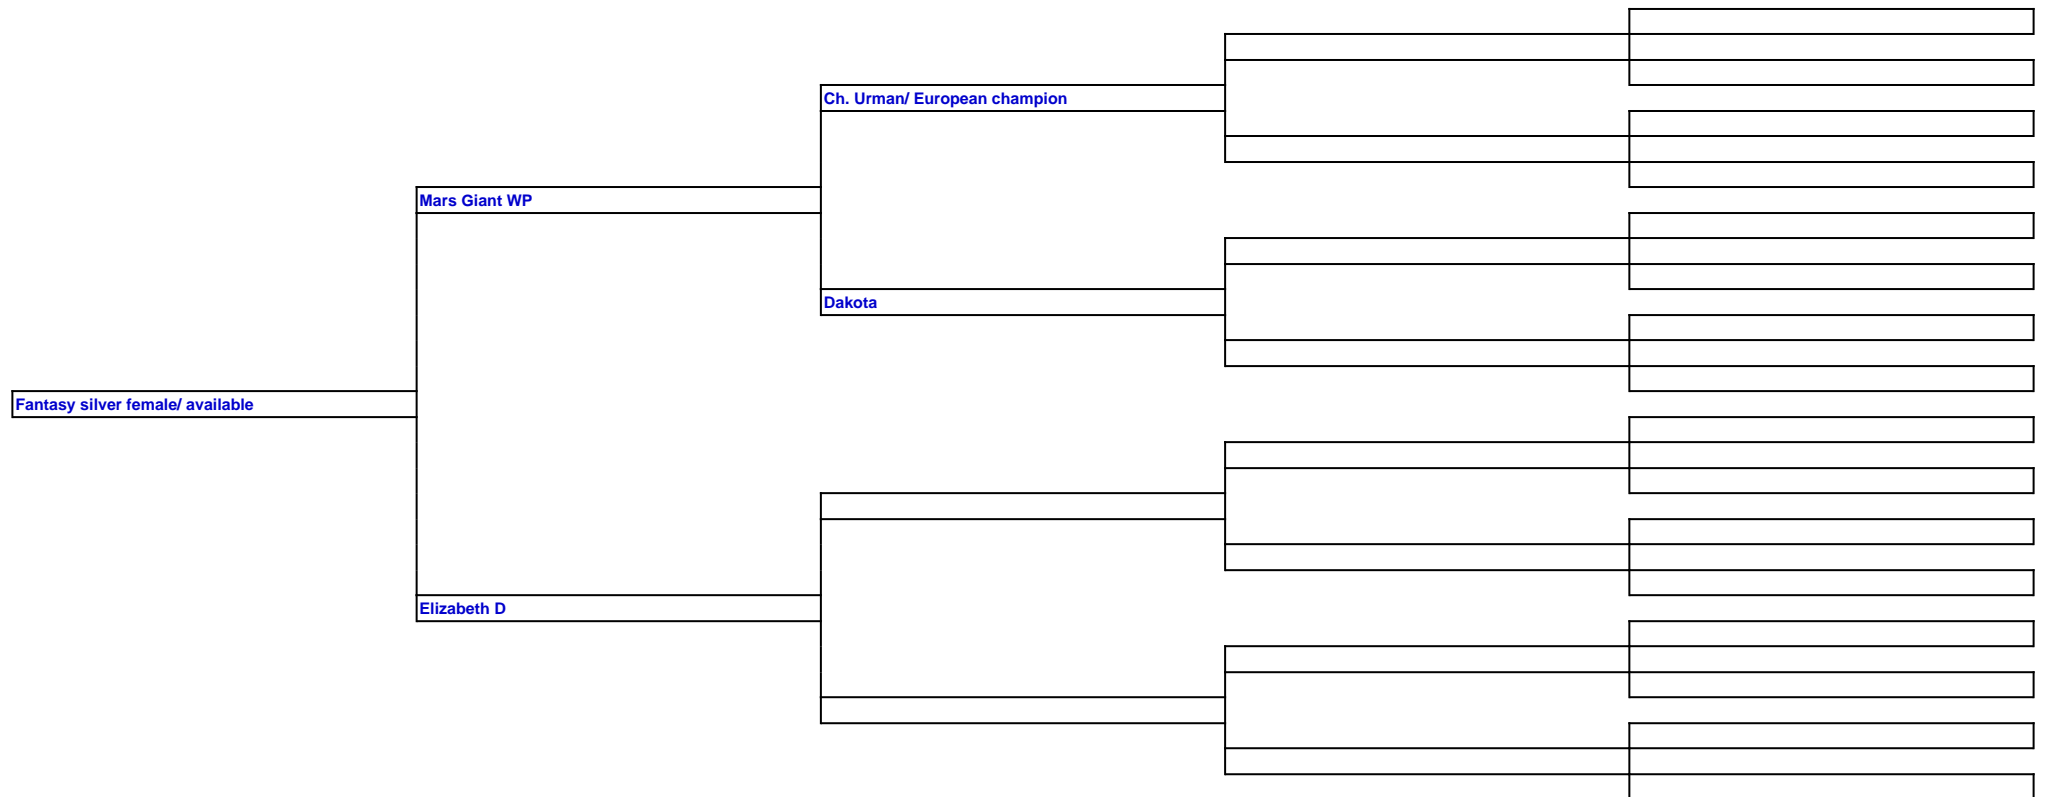 Ch. Urman/ European champion
Mars Giant WP
Dakota
Fantasy silver female/ available
Elizabeth D